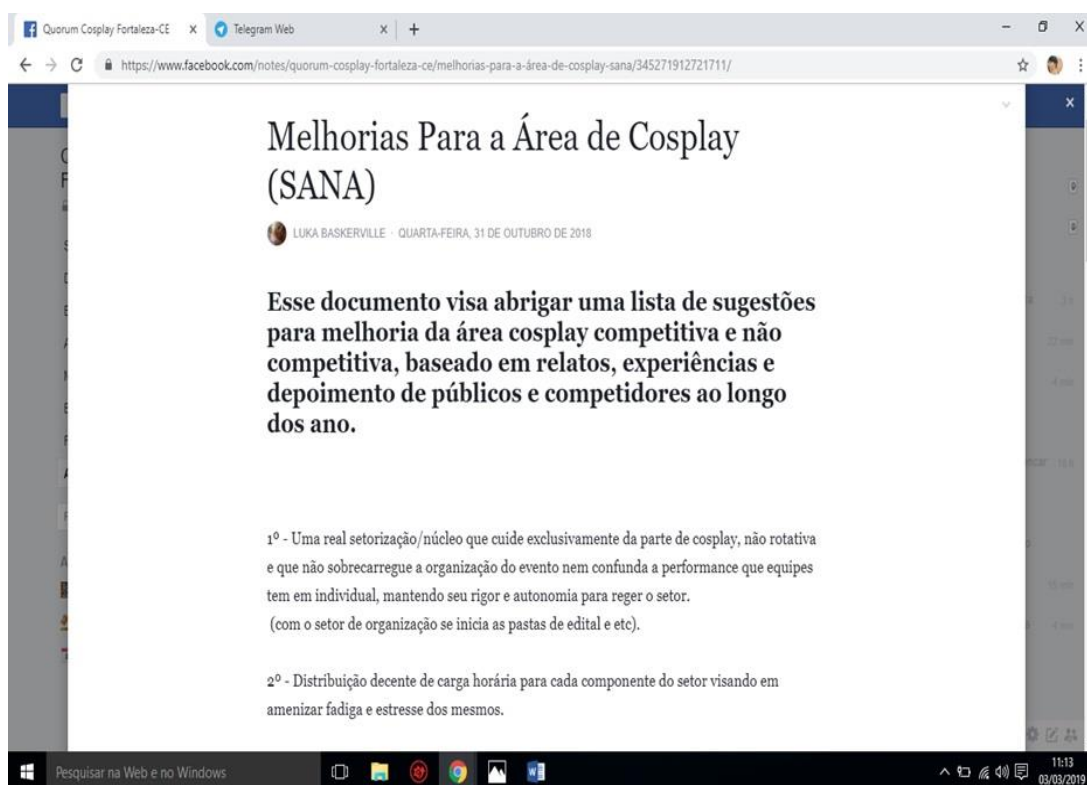 Quorum Cosplay Fortaleza-CE
Telegram Web
https://www.facebook.com/notes/quorum-cosplay-fortaleza-ce/melhorias-para-a-área-de-cosplay-sana/345271912721711/
Melhorias Para a Área de Cosplay
(SANA)
LUKA BASKERVILLE · QUARTA-FEIRA, 31 DE OUTUBRO DE 2018
Esse documento visa abrigar uma lista de sugestões
para melhoria da área cosplay competitiva e não
competitiva, baseado em relatos, experiências e
depoimento de públicos e competidores ao longo
dos ano.
1º - Uma real setorização/núcleo que cuide exclusivamente da parte de cosplay, não rotativa
e que não sobrecarregue a organização do evento nem confunda a performance que equipes
tem em individual, mantendo seu rigor e autonomia para reger o setor.
(com o setor de organização se inicia as pastas de edital e etc).
2º - Distribuição decente de carga horária para cada componente do setor visando em
amenizar fadiga e estresse dos mesmos.
Pesquisar na Web e no Windows
11:13
03/03/2019